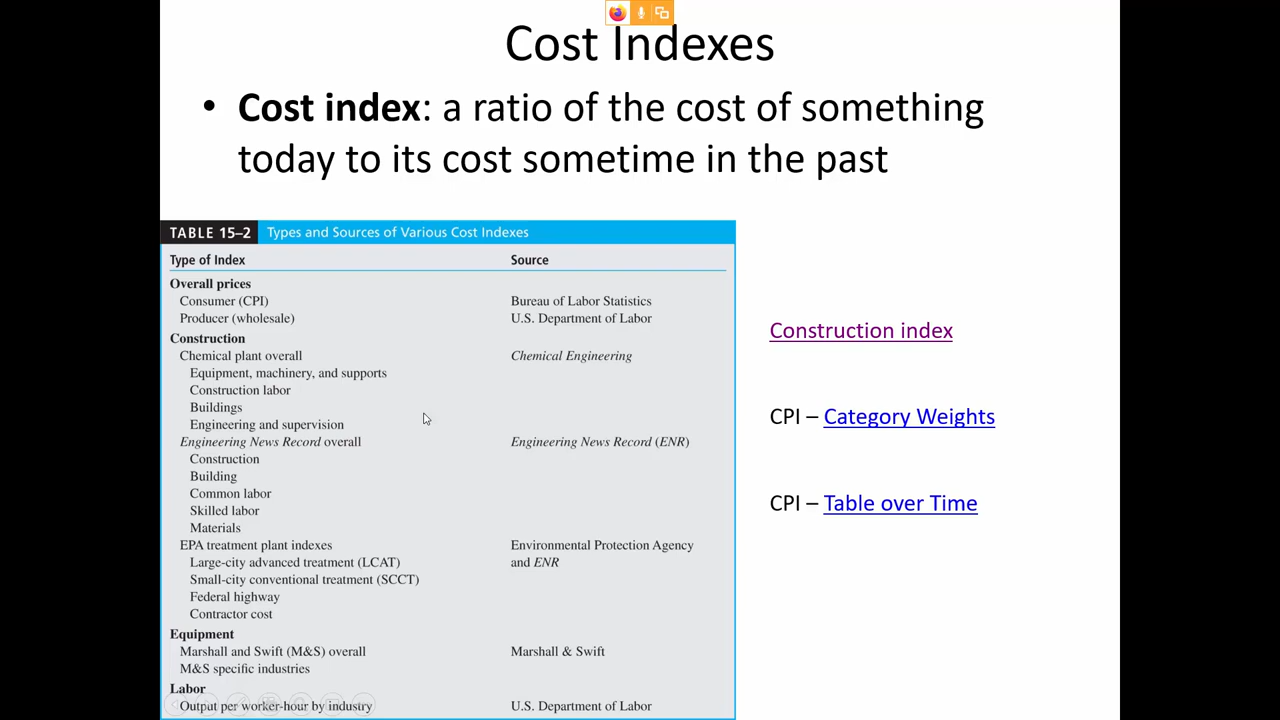 Cost Indexes
• Cost index: a ratio of the cost of something
today to its cost sometime in the past
TABLE 15–2 Types and Sources of Various Cost Indexes
Type of Index Source
Overall prices
Consumer (CPI) Bureau of Labor Statistics
Producer (wholesale) U.S. Department of Labor
Construction
Chemical plant overall Chemical Engineering
Equipment, machinery, and supports
Construction labor
Buildings
Engineering and supervision
Engineering News Record overall Engineering News Record (ENR)
Construction
Building
Common labor
Skilled labor
Materials
EPA treatment plant indexes Environmental Protection Agency
Large-city advanced treatment (LCAT) and ENR
Small-city conventional treatment (SCCT)
Federal highway
Contractor cost
Equipment
Marshall and Swift (M&S) overall Marshall & Swift
M&S specific industries
Labor
Output per worker-hour by industry U.S. Department of Labor
Construction index
CPI – Category Weights
CPI – Table over Time